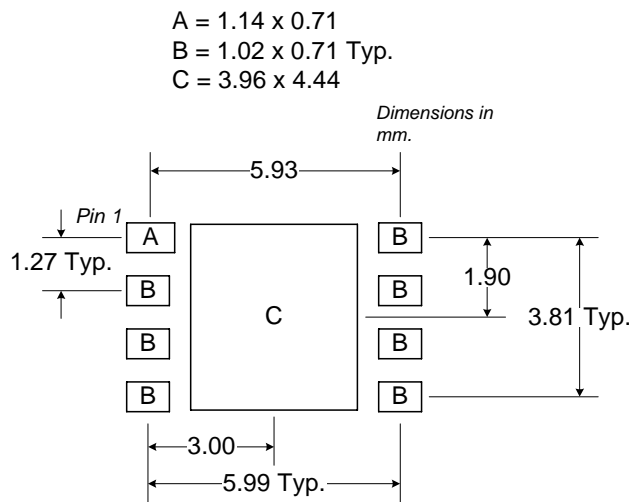 A = 1.14 x 0.71
B = 1.02 x 0.71 Typ.
C = 3.96 x 4.44
Dimensions in
mm.
5.93
Pin 1
A
B
1.27 Typ.
1.90
B
B
C
3.81 Typ.
B
B
B
B
3.00
5.99 Typ.